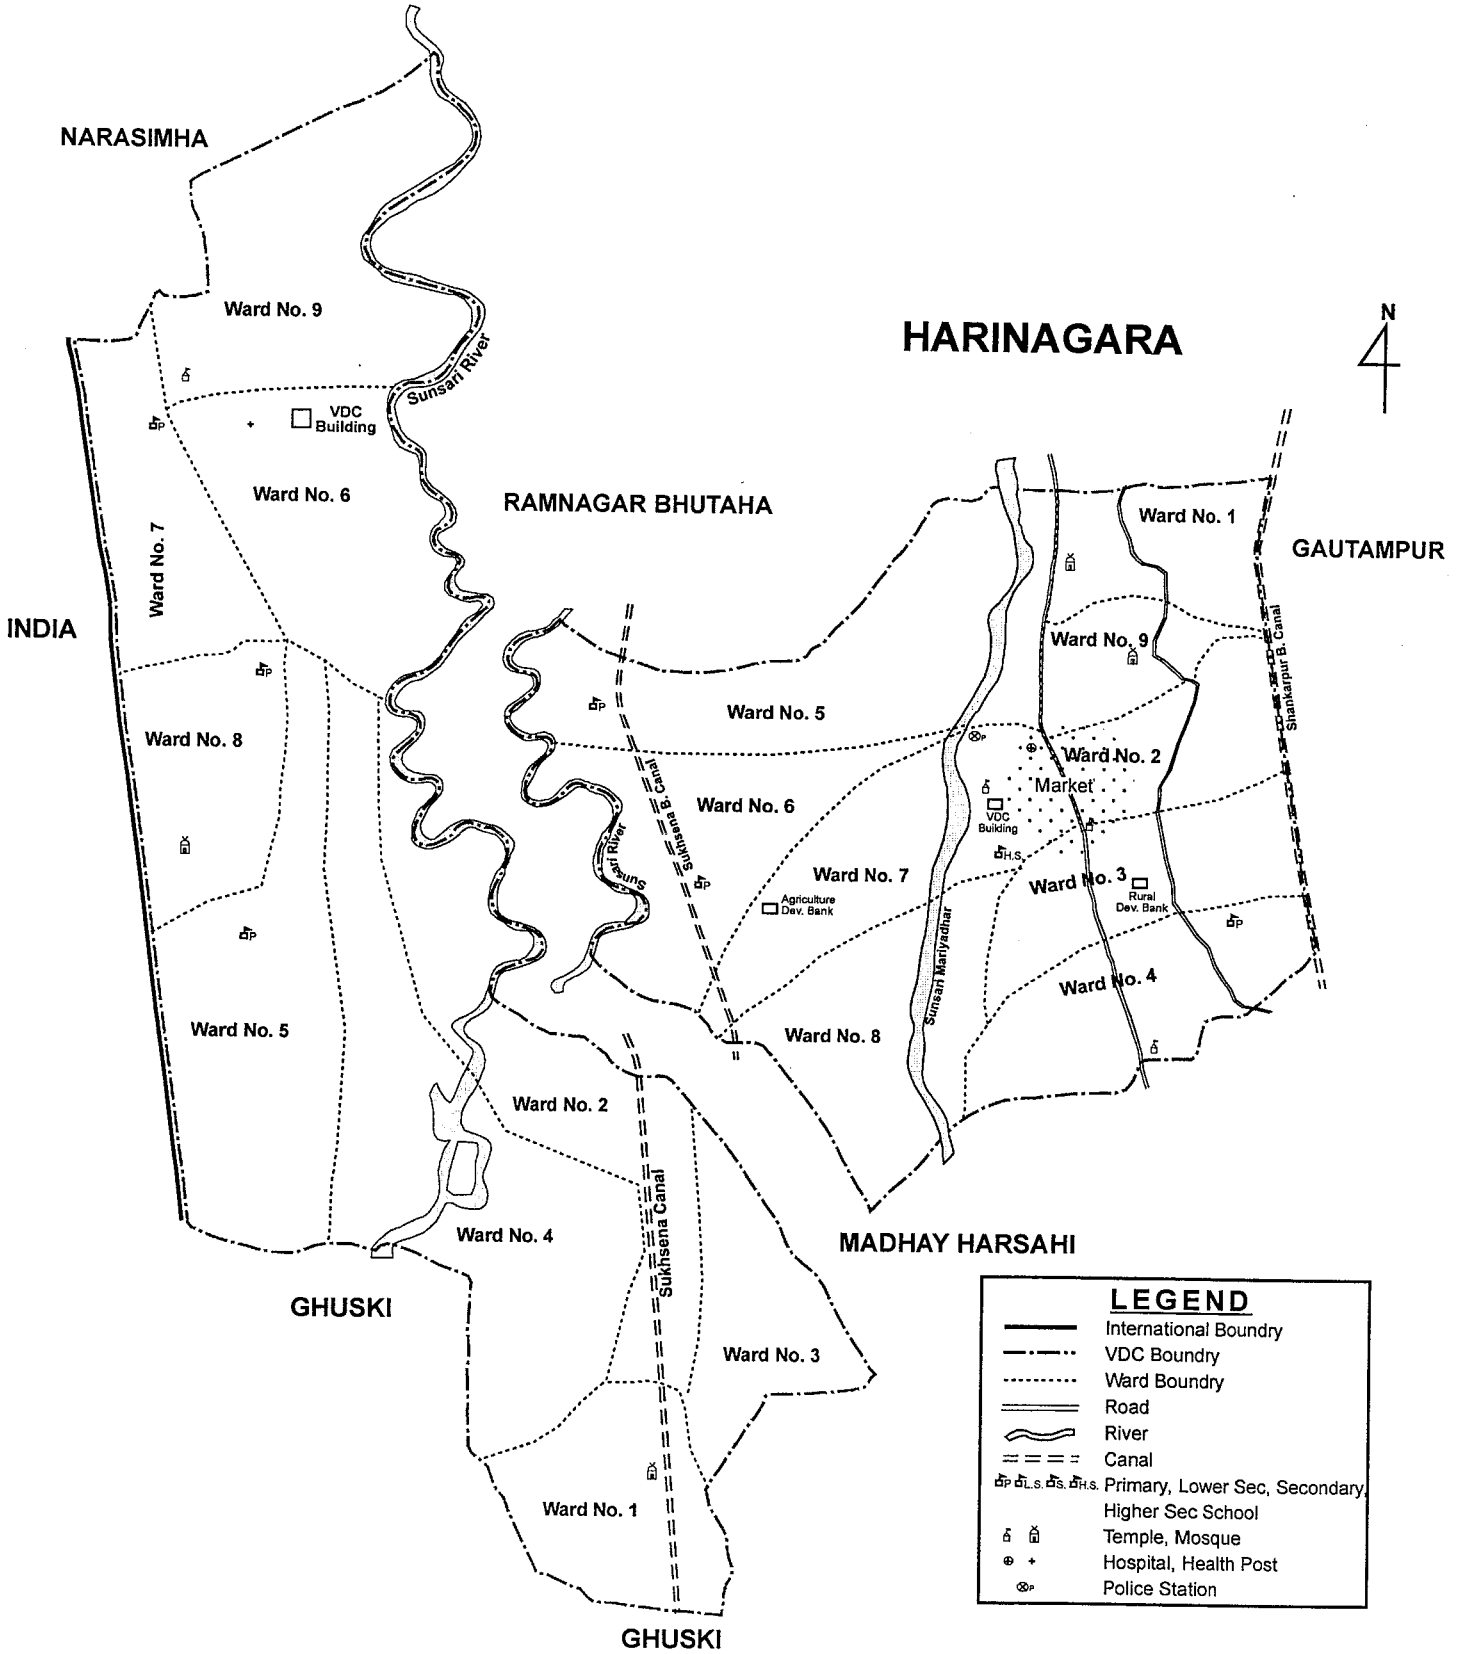 NARASIMHA
Ward No. 9
HARINAGARA
N
Sunsari River
VDC
Building
P
Ward No. 6
RAMNAGAR BHUTAHA
Ward No. 1
GAUTAMPUR
Ward No. 7
INDIA
Ward No. 9
Shankarpur B. Canal
P
P
Ward No. 5
Ward No. 8
P
Ward No. 2
Market
Sukhsena B. Canal
Ward No. 6
VDC
Building
H.S.
Sunsari River
Ward No. 7
Ward No. 3
P
Agriculture
Dev. Bank
Rural
Dev. Bank
P
P
Sunsari Mariyadhar
Ward No. 4
Ward No. 5
Ward No. 8
Ward No. 2
Sukhsena Canal
Ward No. 4
MADHAY HARSAHI
GHUSKI
Ward No. 3
Ward No. 1
GHUSKI
LEGEND
International Boundry
VDC Boundry
Ward Boundry
Road
River
Canal
P L.S. S. H.S. Primary, Lower Sec, Secondary,
Higher Sec School
Temple, Mosque
Hospital, Health Post
P Police Station